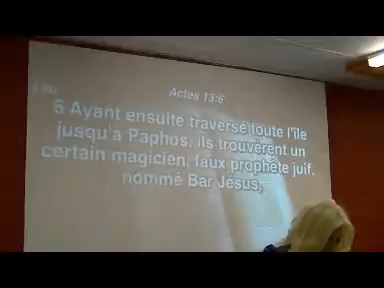 Actes 13:6
6 Ayant ensuite traversé toute l'île
jusqu'à Paphos, ils trouvèrent un
certain magicien, faux prophète juif,
nommé Bar Jésus,